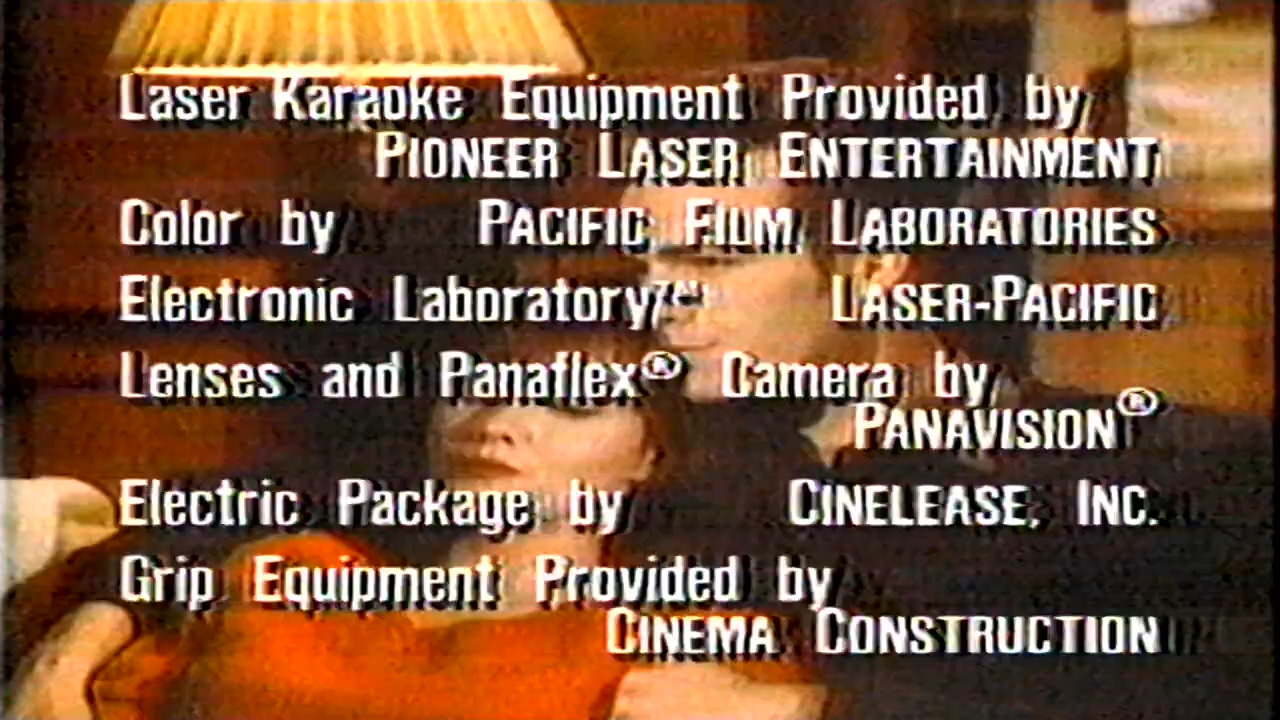 Laser Karaoke Equipment Provided by
PIONEER LASER ENTERTAINMENT
Color by PACIFIC FILM LABORATORIES
Electronic Laboratory™ LASER-PACIFIC
Lenses and Panaflex® Camera by
PANAVISION®
Electric Package by CINELEASE, INC.
Grip Equipment Provided by
CINEMA CONSTRUCTION